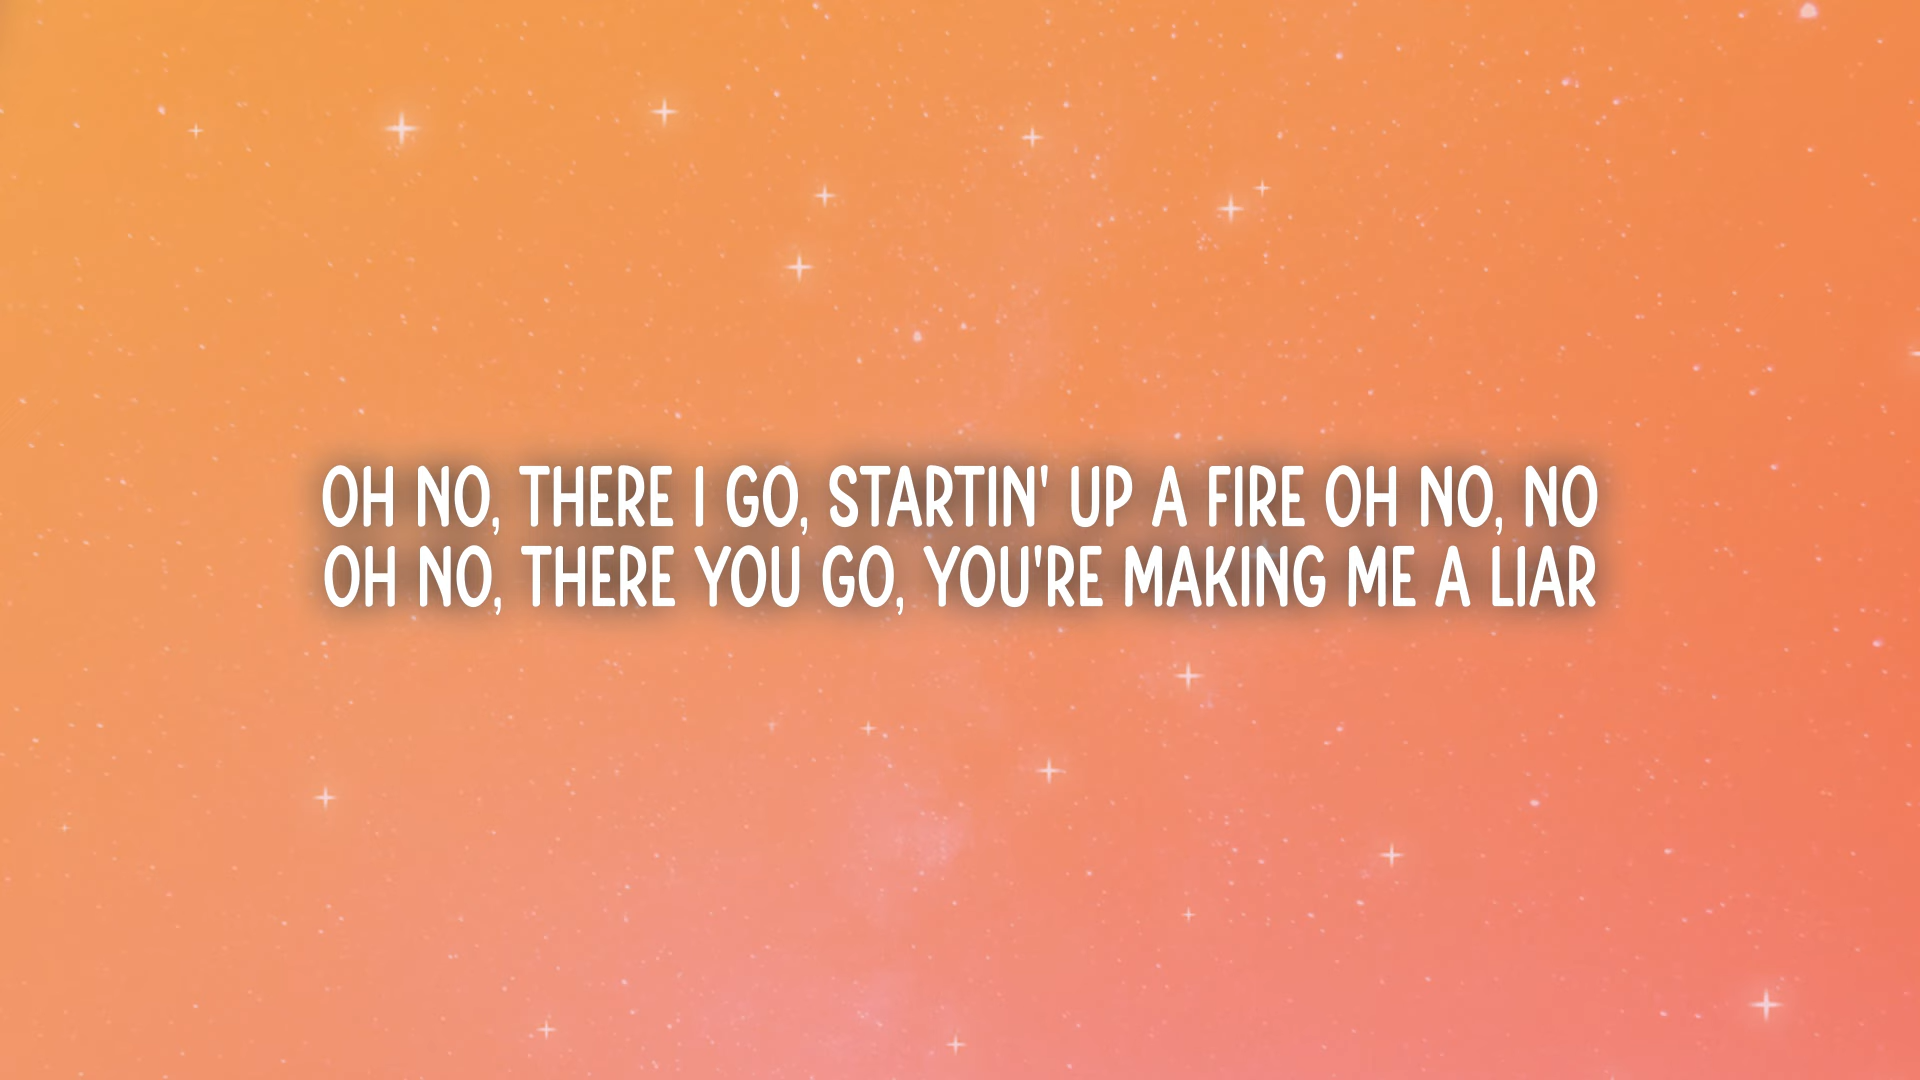 OH NO, THERE I GO, STARTIN' UP A FIRE OH NO, NO
OH NO, THERE YOU GO, YOU'RE MAKING ME A LIAR